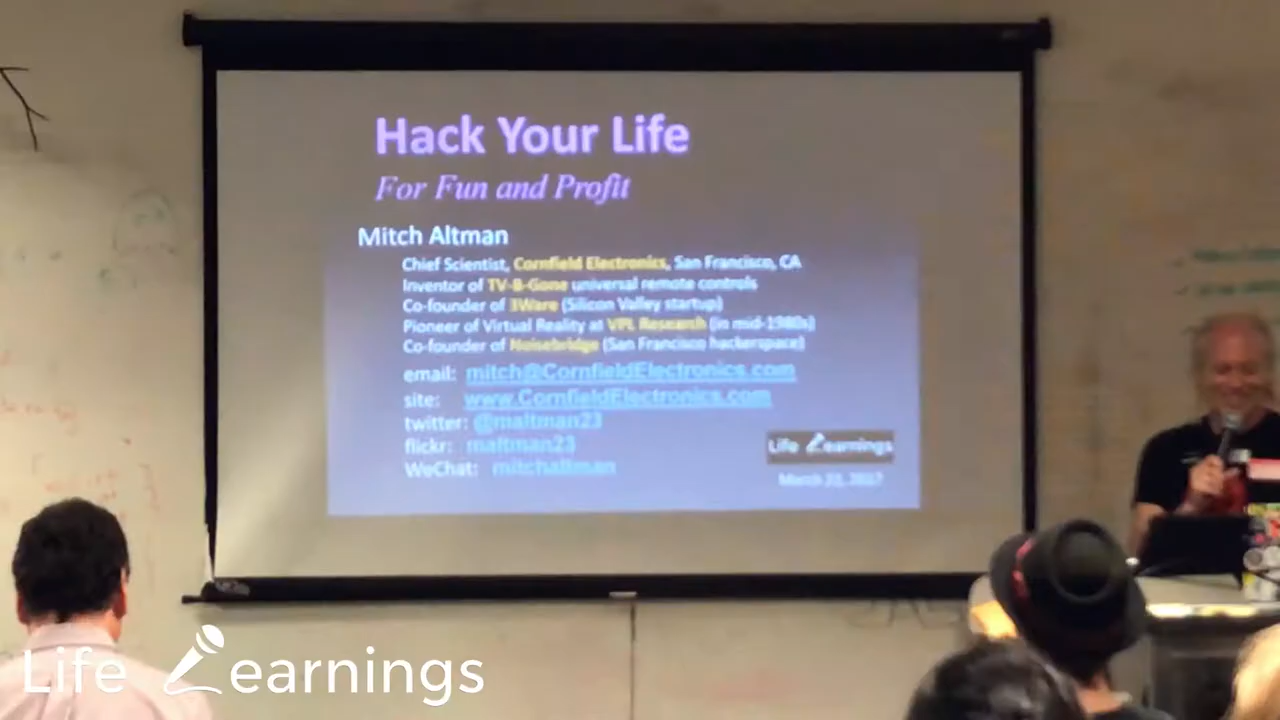 Hack Your Life
For Fun and Profit
Mitch Altman
Chief Scientist, Cornfield Electronics, San Francisco, CA
Inventor of TV-B-Gone universal remote controls
Co-founder of 3Ware (Silicon Valley startup)
Pioneer of Virtual Reality at VPL Research (in mid-1980s)
Co-founder of Noisebridge (San Francisco hackerspace)
email: mitch@CornfieldElectronics.com
site: www.CornfieldElectronics.com
twitter: @maltman23
flickr: maltman23
WeChat: mitchaltman
Life Learnings
Life Learnings